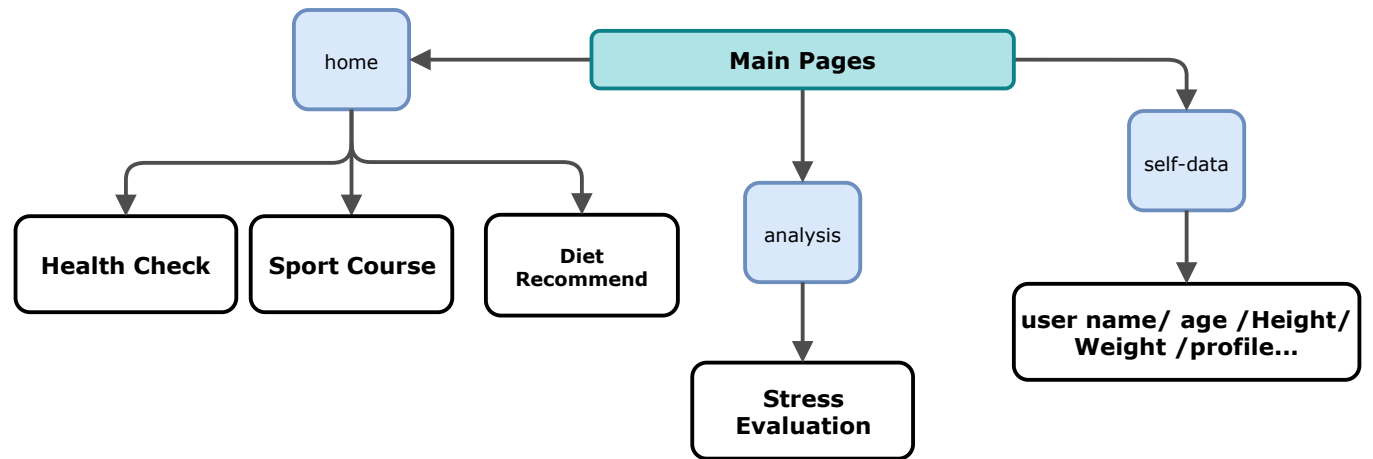 home
Main Pages
self-data
Health Check
Sport Course
Diet
Recommend
analysis
user name/ age /Height/
Weight /profile...
Stress
Evaluation